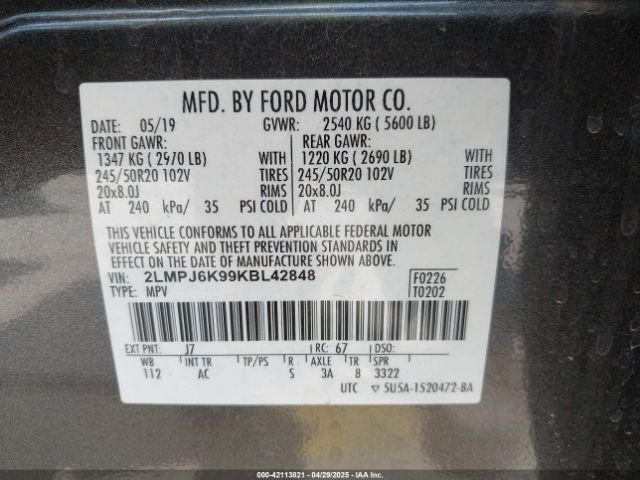 MFD. BY FORD MOTOR CO.
DATE: 05/19 GVWR: 2540 KG (5600 LB)
FRONT GAWR: REAR GAWR:
1347 KG (2970 LB) WITH 1220 KG (2690 LB) WITH
245/50R20 102V TIRES 245/50R20 102V TIRES
20x8.0J RIMS 20x8.0J RIMS
AT 240 kPa/ 35 PSI COLD AT 240 kPa/ 35 PSI COLD
THIS VEHICLE CONFORMS TO ALL APPLICABLE FEDERAL MOTOR
VEHICLE SAFETY AND THEFT PREVENTION STANDARDS IN
EFFECT ON THE DATE OF MANUFACTURE SHOWN ABOVE.
VIN: 2LMPJ6K99KBL42848 F0226
TYPE: MPV T0202
EXT PNT: J7 RC: 67 DSO:
WB INT TR TP/PS R AXLE TR SPR
112 AC S 3A 8 3322
UTC ▽ 5U5A-1520472-BA
000-42113821 04/29/2025 - IAA, Inc.